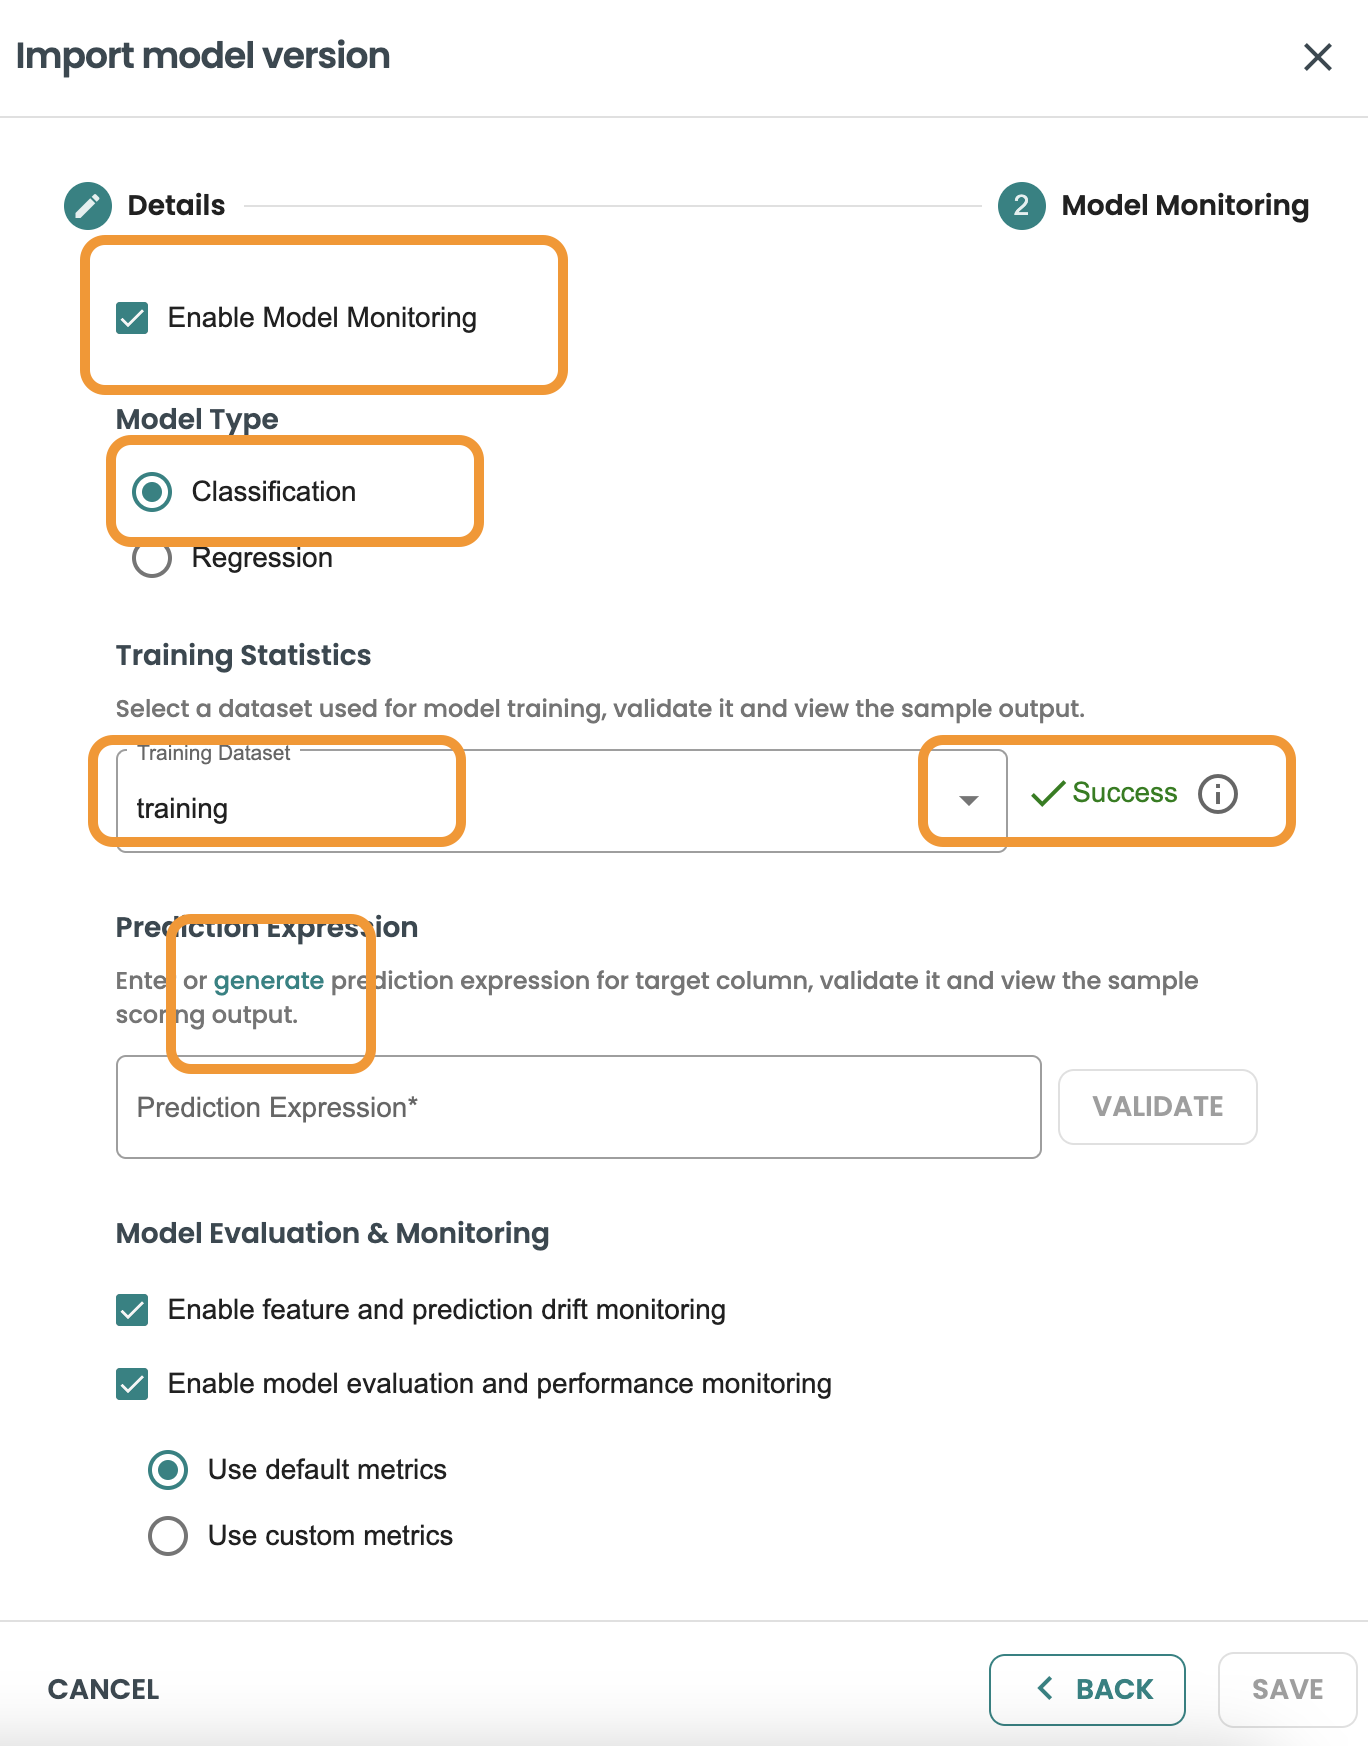 Import model version
Details
2 Model Monitoring
Enable Model Monitoring
Model Type
Classification
Regression
Training Statistics
Select a dataset used for model training, validate it and view the sample output.
Training Dataset
training
Success
Prediction Expression
Enter or generate prediction expression for target column, validate it and view the sample
scoring output.
Prediction Expression*
VALIDATE
Model Evaluation & Monitoring
Enable feature and prediction drift monitoring
Enable model evaluation and performance monitoring
Use default metrics
Use custom metrics
CANCEL
BACK
SAVE